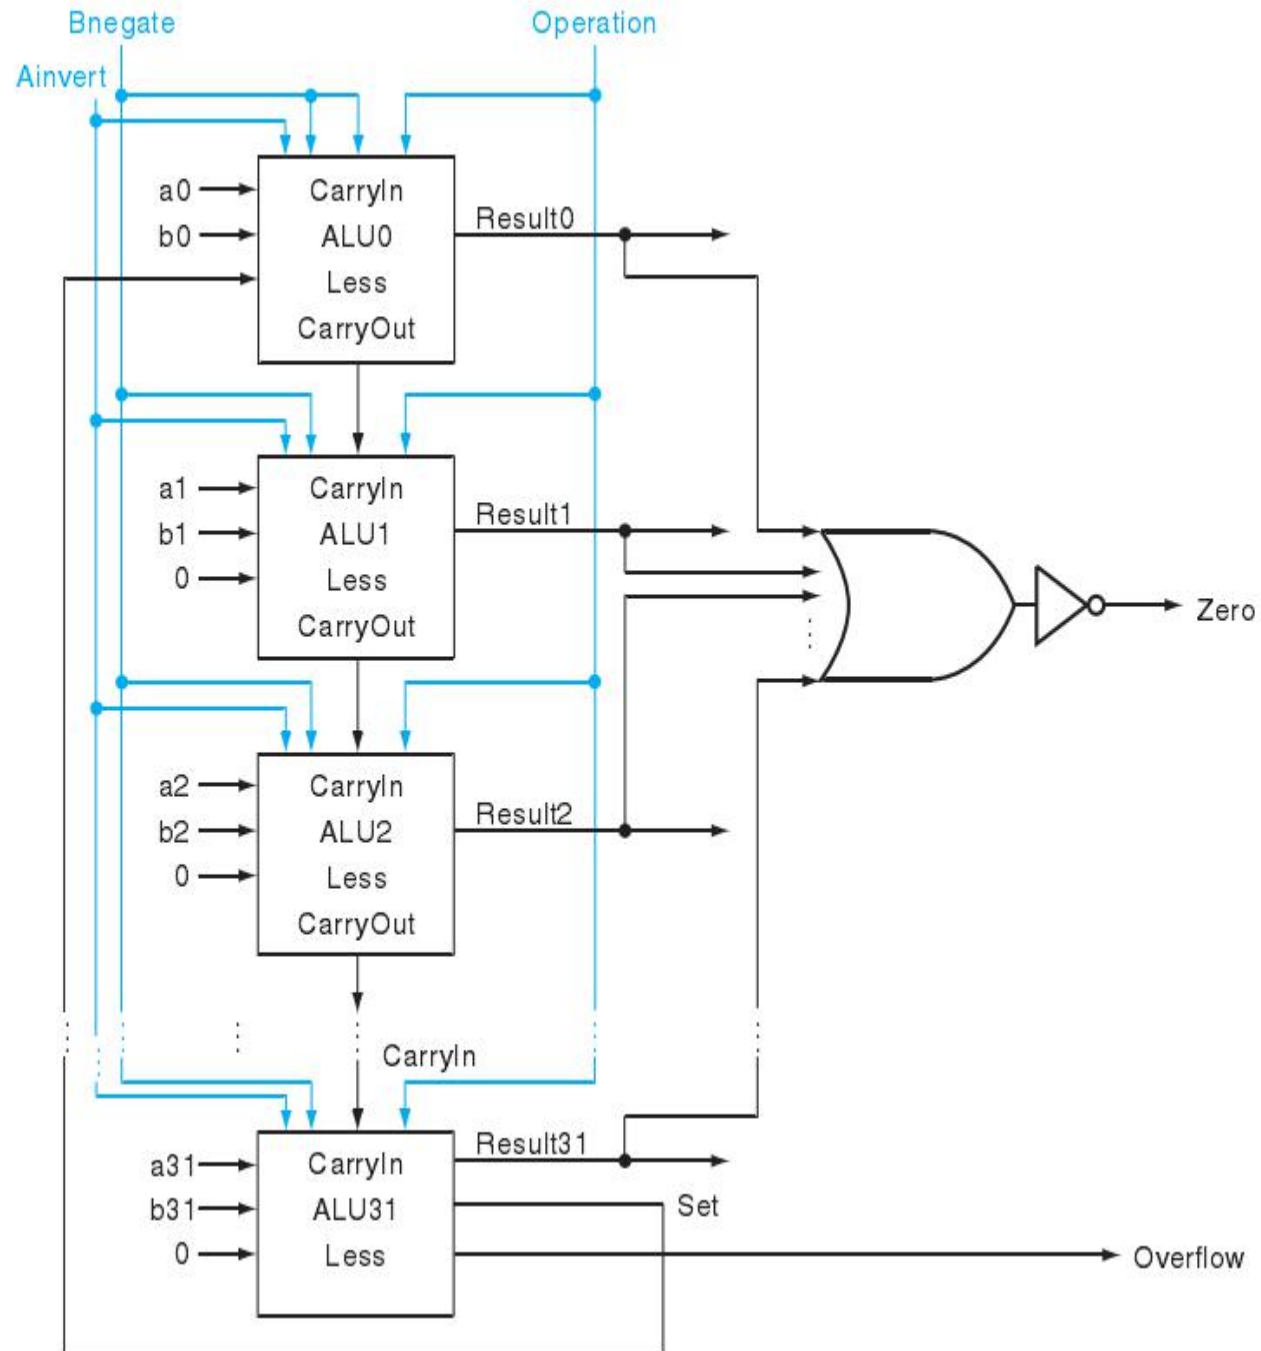 Bnegate
Operation
Ainvert
a0
CarryIn
Result0
b0
ALU0
Less
CarryOut
a1
CarryIn
Result1
b1
ALU1
0
Less
CarryOut
Zero
a2
CarryIn
Result2
b2
ALU2
0
Less
CarryOut
CarryIn
a31
CarryIn
Result31
b31
ALU31
Set
0
Less
Overflow